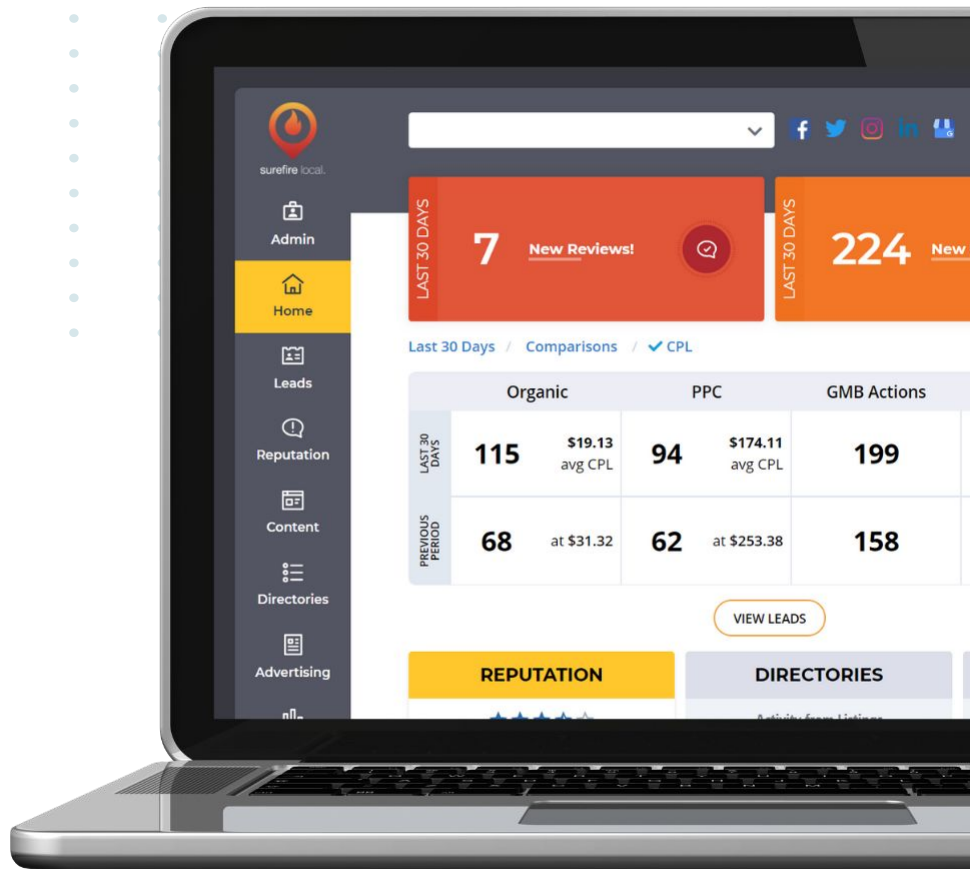 surefire local.
Admin
Home
Leads
Reputation
Content
Directories
Advertising
LAST 30 DAYS
7 New Reviews!
LAST 30 DAYS
224 New
Last 30 Days / Comparisons / CPL
Organic PPC GMB Actions
LAST 30
DAYS
115 $19.13
avg CPL
94 $174.11
avg CPL
199
PREVIOUS
PERIOD
68 at $31.32 62 at $253.38 158
VIEW LEADS
REPUTATION DIRECTORIES
Activity from Listings